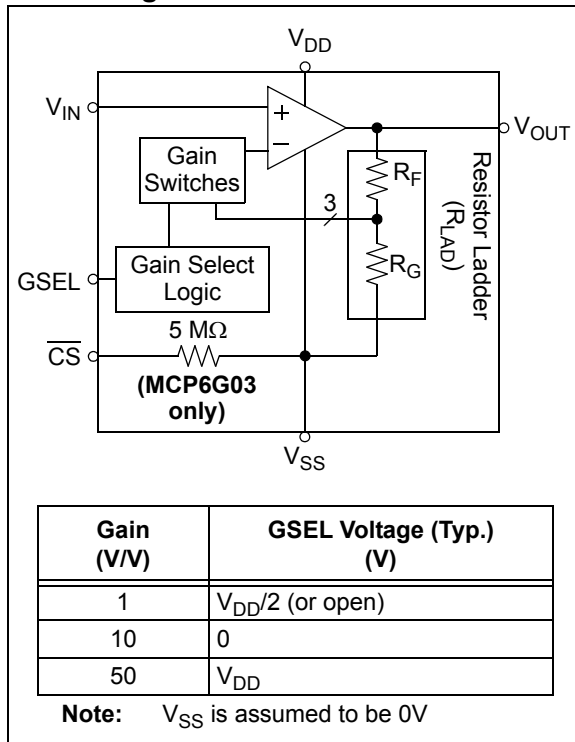 V_DD
V_IN
+
−
V_OUT
Gain
Switches
3
R_F
R_G
Resistor Ladder
(R_LAD)
GSEL
Gain Select
Logic
5 MΩ
C̅S̅
(MCP6G03
only)
V_SS
Gain
(V/V)
GSEL Voltage (Typ.)
(V)
1 V_DD/2 (or open)
10 0
50 V_DD
Note: V_SS is assumed to be 0V